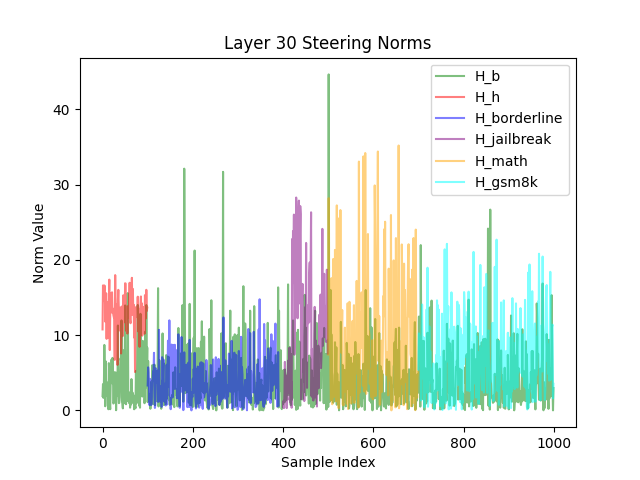 Layer 30 Steering Norms
Norm Value
40
30
20
10
0
H_b
H_h
H_borderline
H_jailbreak
H_math
H_gsm8k
0 200 400 600 800 1000
Sample Index